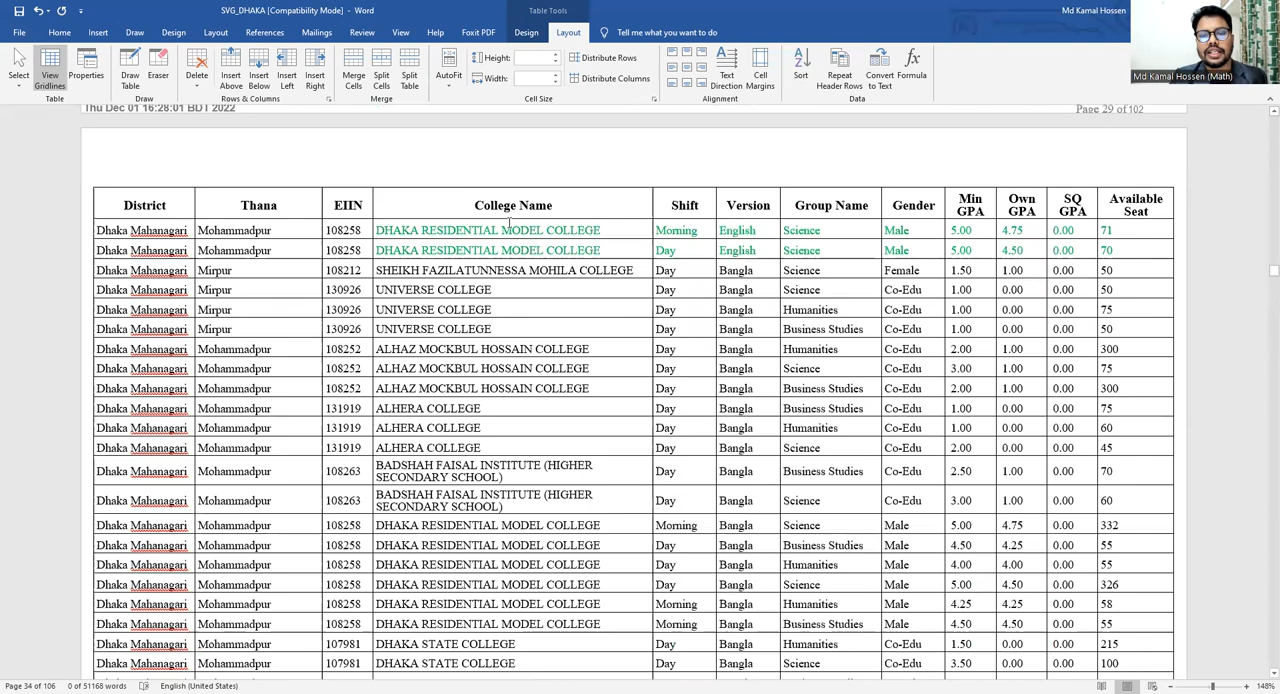 SVG_DHAKA [Compatibility Mode] - Word
Table Tools
Md Kamal Hossen
File Home Insert Draw Design Layout References Mailings Review View Help Foxit PDF Design Layout Tell me what you want to do
Select View Gridlines Properties Draw Table Eraser Delete Insert Above Insert Below Insert Left Insert Right Merge Cells Split Cells Split Table AutoFit Height: Width: Distribute Rows Distribute Columns Text Direction Cell Margins Sort Repeat Header Rows Convert to Text Formula
Table Draw Rows & Columns Merge Cell Size Alignment Data
Md Kamal Hossen (Math)
Thu Dec 01 16:28:01 BDT 2022 Page 29 of 102
District Thana EIIN College Name Shift Version Group Name Gender Min GPA Own GPA SQ GPA Available Seat
Dhaka Mahanagari Mohammadpur 108258 DHAKA RESIDENTIAL MODEL COLLEGE Morning English Science Male 5.00 4.75 0.00 71
Dhaka Mahanagari Mohammadpur 108258 DHAKA RESIDENTIAL MODEL COLLEGE Day English Science Male 5.00 4.50 0.00 70
Dhaka Mahanagari Mirpur 108212 SHEIKH FAZILATUNNESSA MOHILA COLLEGE Day Bangla Science Female 1.50 1.00 0.00 50
Dhaka Mahanagari Mirpur 130926 UNIVERSE COLLEGE Day Bangla Science Co-Edu 1.00 0.00 0.00 50
Dhaka Mahanagari Mirpur 130926 UNIVERSE COLLEGE Day Bangla Humanities Co-Edu 1.00 0.00 0.00 75
Dhaka Mahanagari Mirpur 130926 UNIVERSE COLLEGE Day Bangla Business Studies Co-Edu 1.00 0.00 0.00 50
Dhaka Mahanagari Mohammadpur 108252 ALHAZ MOCKBUL HOSSAIN COLLEGE Day Bangla Humanities Co-Edu 2.00 1.00 0.00 300
Dhaka Mahanagari Mohammadpur 108252 ALHAZ MOCKBUL HOSSAIN COLLEGE Day Bangla Science Co-Edu 3.00 1.00 0.00 75
Dhaka Mahanagari Mohammadpur 108252 ALHAZ MOCKBUL HOSSAIN COLLEGE Day Bangla Business Studies Co-Edu 2.00 1.00 0.00 300
Dhaka Mahanagari Mohammadpur 131919 ALHERA COLLEGE Day Bangla Business Studies Co-Edu 1.00 0.00 0.00 75
Dhaka Mahanagari Mohammadpur 131919 ALHERA COLLEGE Day Bangla Humanities Co-Edu 1.00 0.00 0.00 60
Dhaka Mahanagari Mohammadpur 131919 ALHERA COLLEGE Day Bangla Science Co-Edu 2.00 0.00 0.00 45
Dhaka Mahanagari Mohammadpur 108263 BADSHAH FAISAL INSTITUTE (HIGHER SECONDARY SCHOOL) Day Bangla Business Studies Co-Edu 2.50 1.00 0.00 70
Dhaka Mahanagari Mohammadpur 108263 BADSHAH FAISAL INSTITUTE (HIGHER SECONDARY SCHOOL) Day Bangla Science Co-Edu 3.00 1.00 0.00 60
Dhaka Mahanagari Mohammadpur 108258 DHAKA RESIDENTIAL MODEL COLLEGE Morning Bangla Science Male 5.00 4.75 0.00 332
Dhaka Mahanagari Mohammadpur 108258 DHAKA RESIDENTIAL MODEL COLLEGE Day Bangla Business Studies Male 4.50 4.25 0.00 55
Dhaka Mahanagari Mohammadpur 108258 DHAKA RESIDENTIAL MODEL COLLEGE Day Bangla Humanities Male 4.00 4.00 0.00 55
Dhaka Mahanagari Mohammadpur 108258 DHAKA RESIDENTIAL MODEL COLLEGE Day Bangla Science Male 5.00 4.50 0.00 326
Dhaka Mahanagari Mohammadpur 108258 DHAKA RESIDENTIAL MODEL COLLEGE Morning Bangla Humanities Male 4.25 4.25 0.00 58
Dhaka Mahanagari Mohammadpur 108258 DHAKA RESIDENTIAL MODEL COLLEGE Morning Bangla Business Studies Male 4.50 4.50 0.00 55
Dhaka Mahanagari Mohammadpur 107981 DHAKA STATE COLLEGE Day Bangla Humanities Co-Edu 1.50 0.00 0.00 215
Dhaka Mahanagari Mohammadpur 107981 DHAKA STATE COLLEGE Day Bangla Science Co-Edu 3.50 0.00 0.00 100
Page 34 of 106 0 of 51168 words English (United States) 148%